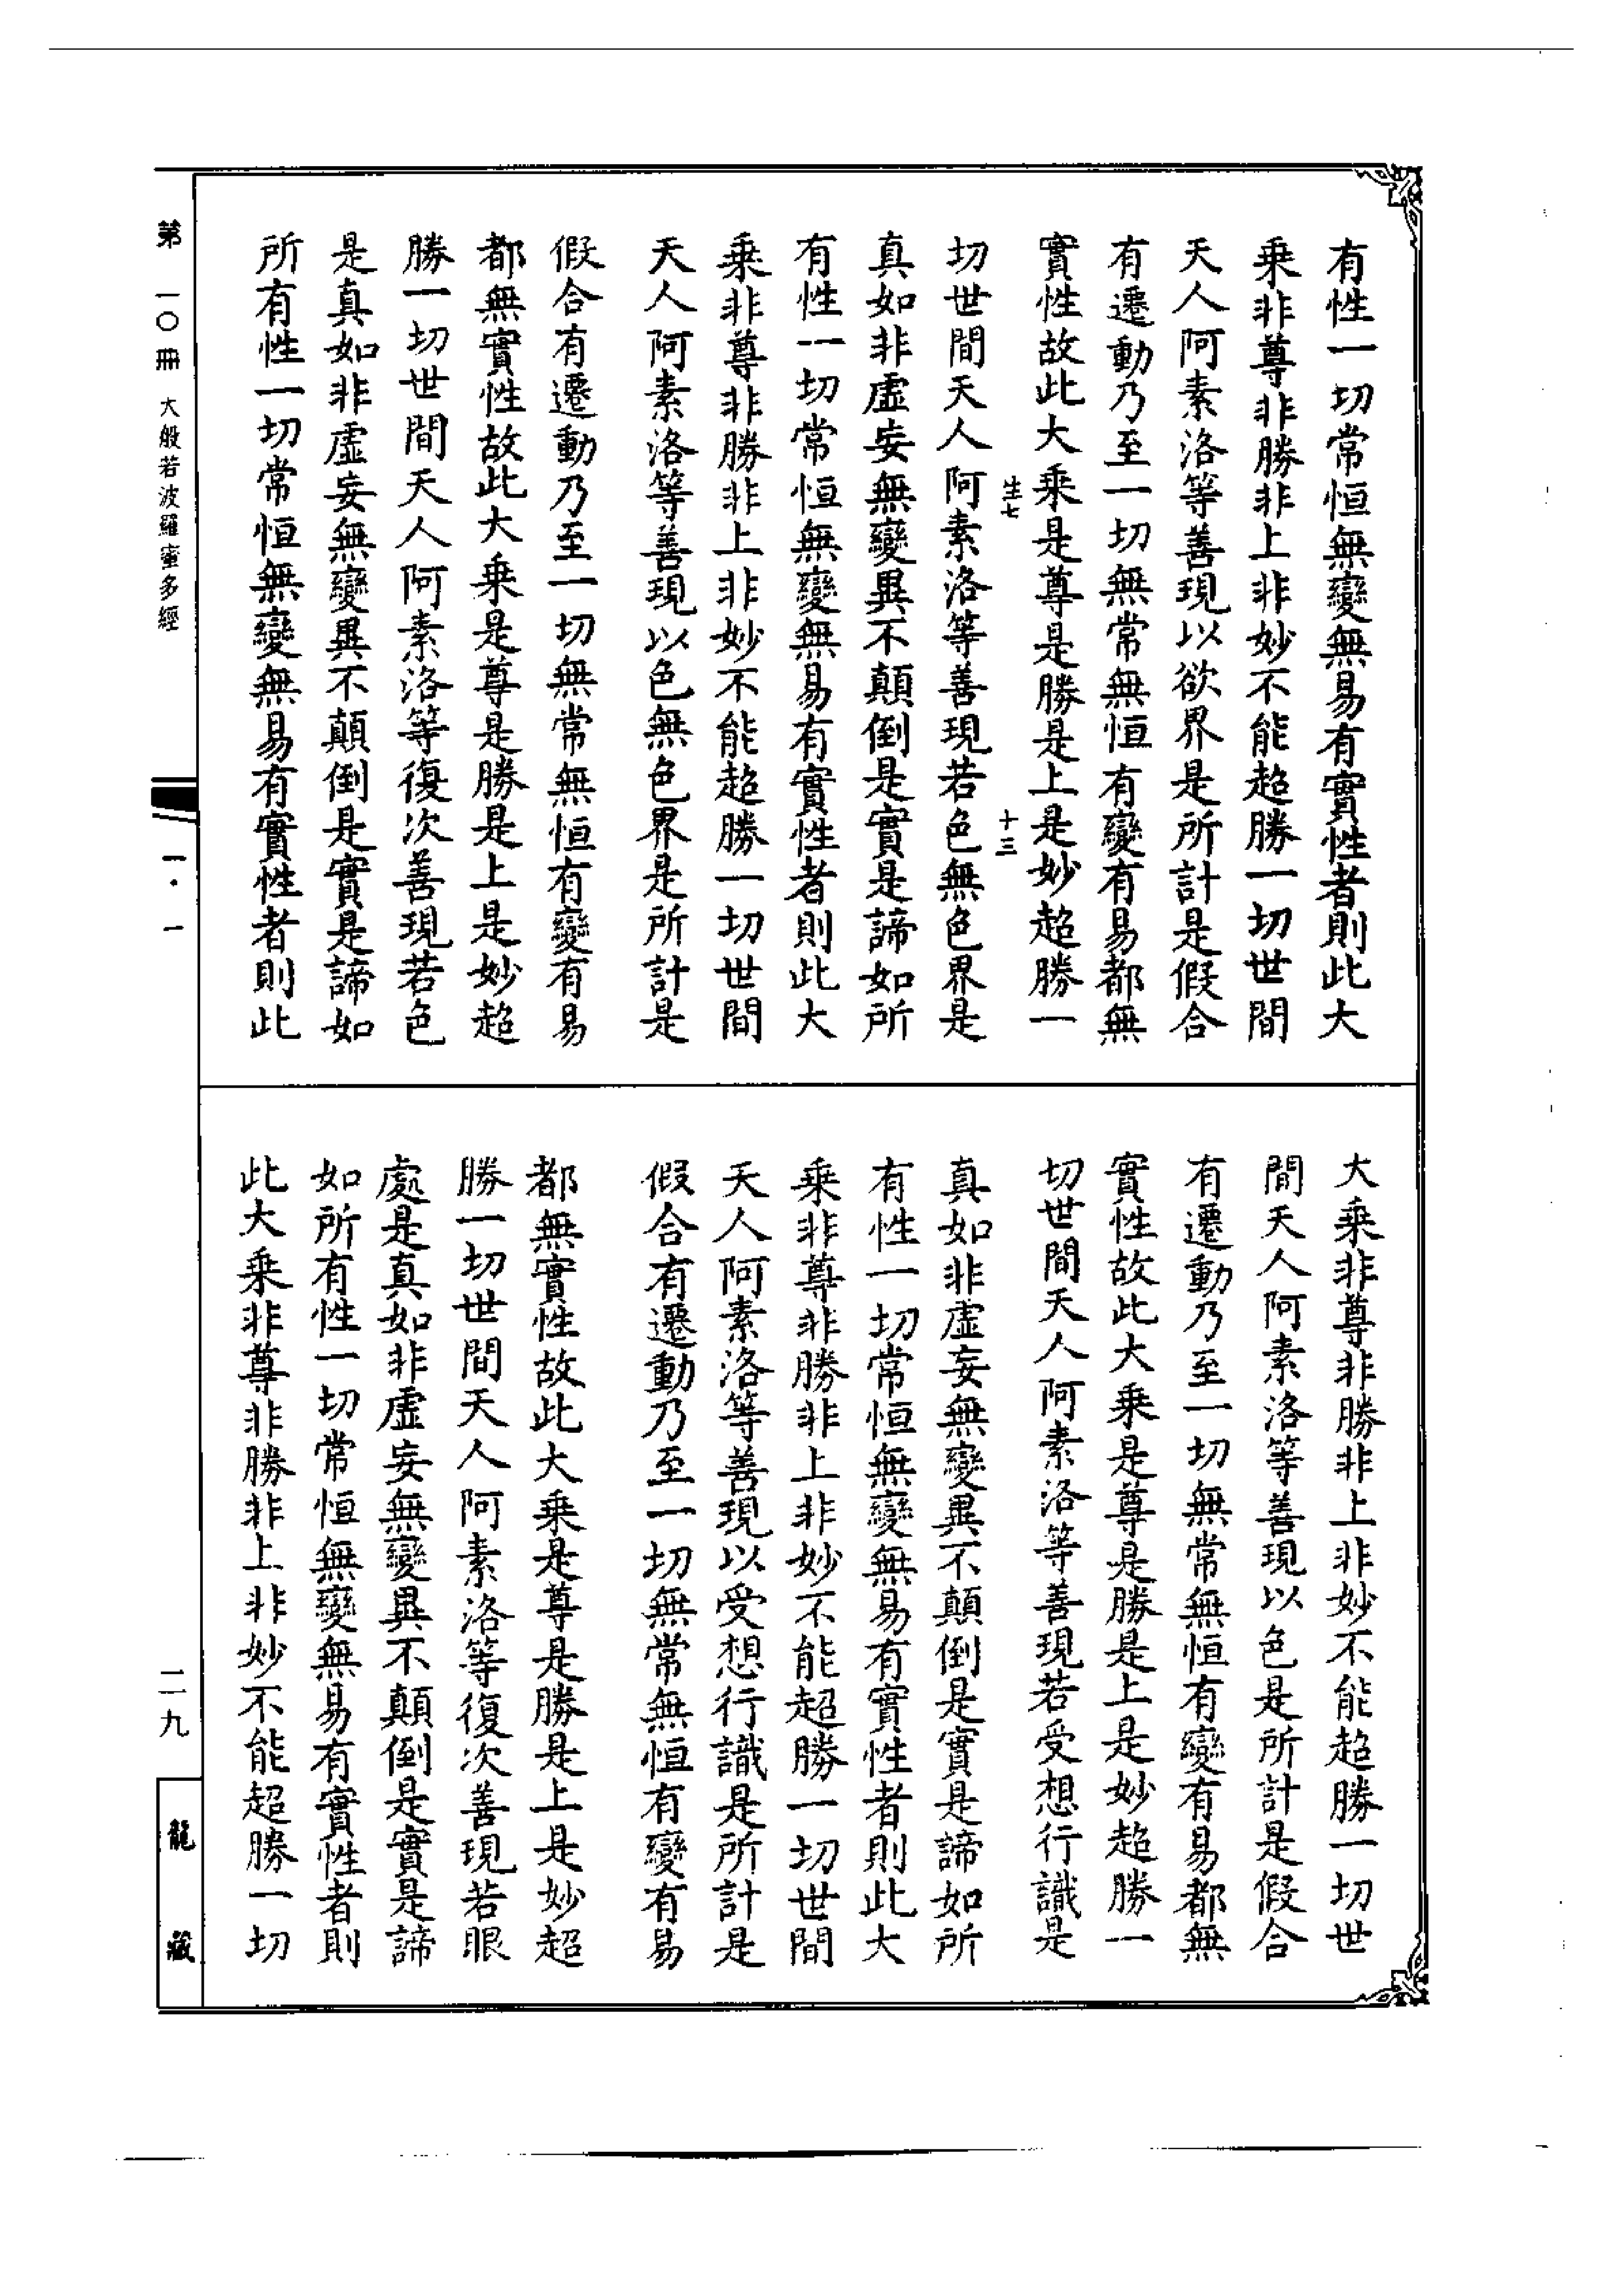 有性一切常恒無變無易有實性者則此大
乗非尊非勝非上非妙不能超勝一切世間
天人阿素洛等善現以欲界是所計是假合
有遷動乃至一切無常無恒有變有易都無
實性故此大乗是尊是勝是上是妙超勝一
生七 十三
切世間天人阿素洛等善現若色無色界是
真如非虛妄無變異不顛倒是實是諦如所
有性一切常恒無變無易有實性者則此大
乗非尊非勝非上非妙不能超勝一切世間
天人阿素洛等善現以色無色界是所計是
假合有遷動乃至一切無常無恒有變有易
都無實性故此大乗是尊是勝是上是妙超
勝一切世間天人阿素洛等復次善現若色
是真如非虛妄無變異不顛倒是實是諦如
所有性一切常恒無變無易有實性者則此
大乗非尊非勝非上非妙不能超勝一切世
間天人阿素洛等善現以色是所計是假合
有遷動乃至一切無常無恒有變有易都無
實性故此大乗是尊是勝是上是妙超勝一
切世間天人阿素洛等善現若受想行識是
真如非虛妄無變異不顛倒是實是諦如所
有性一切常恒無變無易有實性者則此大
乗非尊非勝非上非妙不能超勝一切世間
天人阿素洛等善現以受想行識是所計是
假合有遷動乃至一切無常無恒有變有易
都無實性故此大乗是尊是勝是上是妙超
勝一切世間天人阿素洛等復次善現若眼
處是真如非虛妄無變異不顛倒是實是諦
如所有性一切常恒無變無易有實性者則
此大乗非尊非勝非上非妙不能超勝一切
第一〇冊 大般若波羅蜜多經 一·一 二九 龍藏